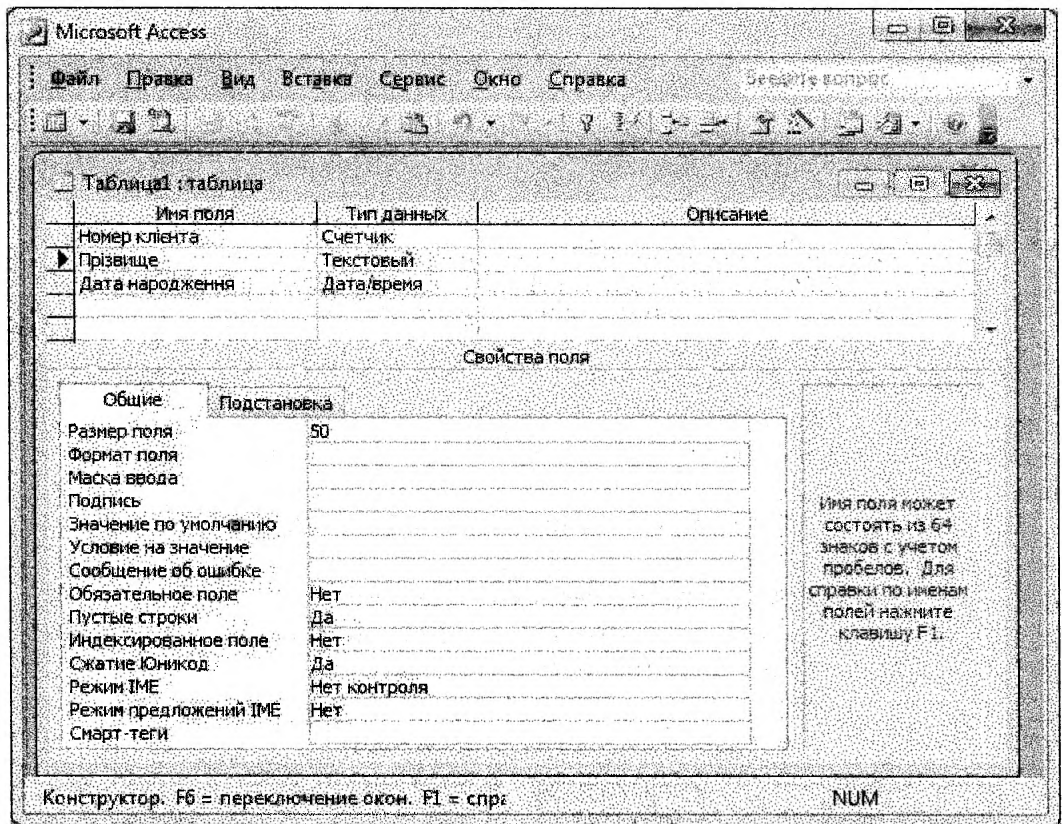 Microsoft Access
Файл Правка Вид Вставка Сервис Окно Справка Введите вопрос
Таблица1 : таблица
Имя поля Тип данных Описание
Номер клієнта Счетчик
Прізвище Текстовый
Дата народження Дата/время
Свойства поля
Общие Подстановка
Размер поля 50
Формат поля
Маска ввода
Подпись
Значение по умолчанию
Условие на значение
Сообщение об ошибке
Обязательное поле Нет
Пустые строки Да
Индексированное поле Нет
Сжатие Юникод Да
Режим IME Нет контроля
Режим предложений IME Нет
Смарт-теги
Имя поля может
состоять из 64
знаков с учетом
пробелов. Для
справки по именам
полей нажмите
клавишу F1.
Конструктор. F6 = переключение окон. F1 = спра
NUM